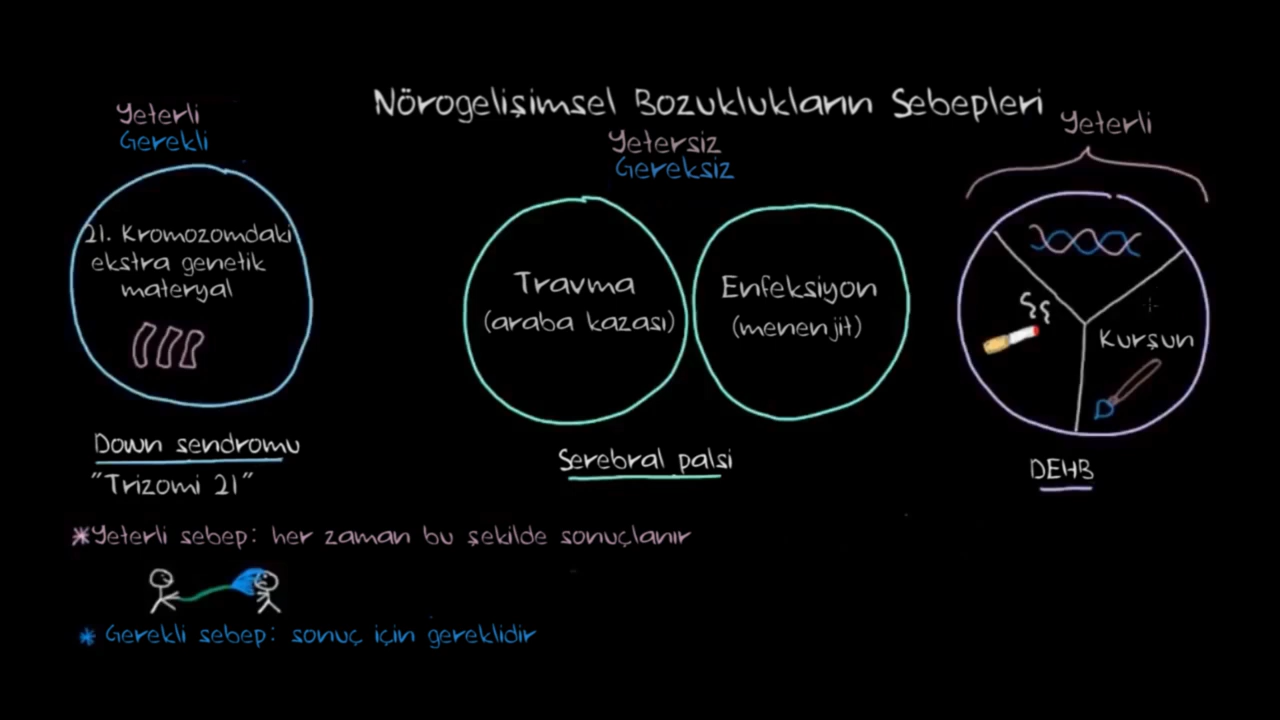 Nörogelişimsel Bozuklukların Sebepleri
Yeterli
Gerekli
21. Kromozomdaki
ekstra genetik
materyal
Down sendromu
"Trizomi 21"
Yetersiz
Gereksiz
Travma
(araba kazası)
Enfeksiyon
(menenjit)
Serebral palsi
Yeterli
Kurşun
DEHB
*Yeterli sebep: her zaman bu şekilde sonuçlanır
* Gerekli sebep: sonuç için gereklidir